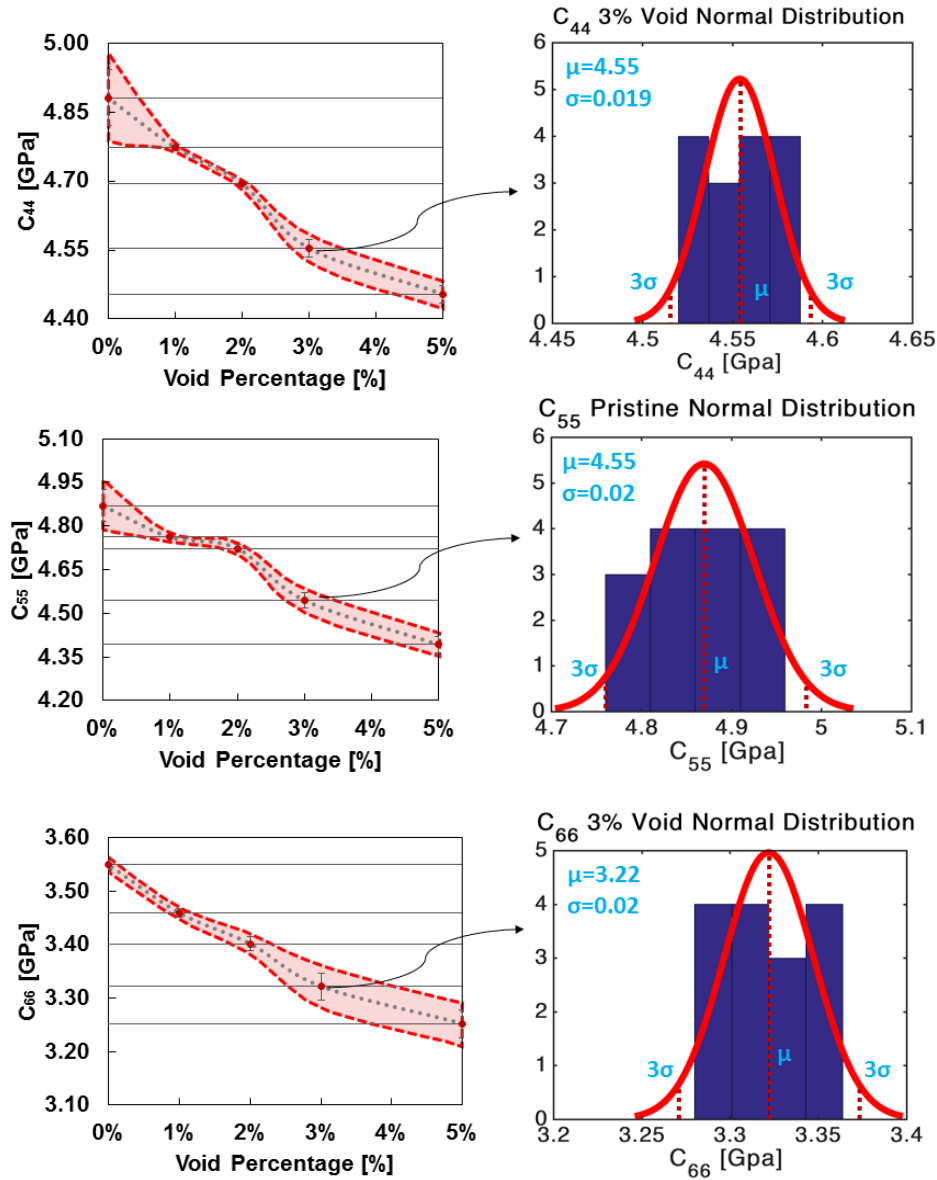 C44 3% Void Normal Distribution
5.00
4.85
4.70
4.55
4.40
C44 [GPa]
0% 1% 2% 3% 4% 5%
Void Percentage [%]
6
5
4
3
2
1
0
μ=4.55
σ=0.019
3σ μ 3σ
4.45 4.5 4.55 4.6 4.65
C44 [Gpa]
C55 Pristine Normal Distribution
5.10
4.95
4.80
4.65
4.50
4.35
4.20
C55 [GPa]
0% 1% 2% 3% 4% 5%
Void Percentage [%]
6
5
4
3
2
1
0
μ=4.55
σ=0.02
3σ μ 3σ
4.7 4.8 4.9 5 5.1
C55 [Gpa]
C66 3% Void Normal Distribution
3.60
3.50
3.40
3.30
3.20
3.10
C66 [GPa]
0% 1% 2% 3% 4% 5%
Void Percentage [%]
5
4
3
2
1
0
μ=3.22
σ=0.02
3σ μ 3σ
3.2 3.25 3.3 3.35 3.4
C66 [Gpa]